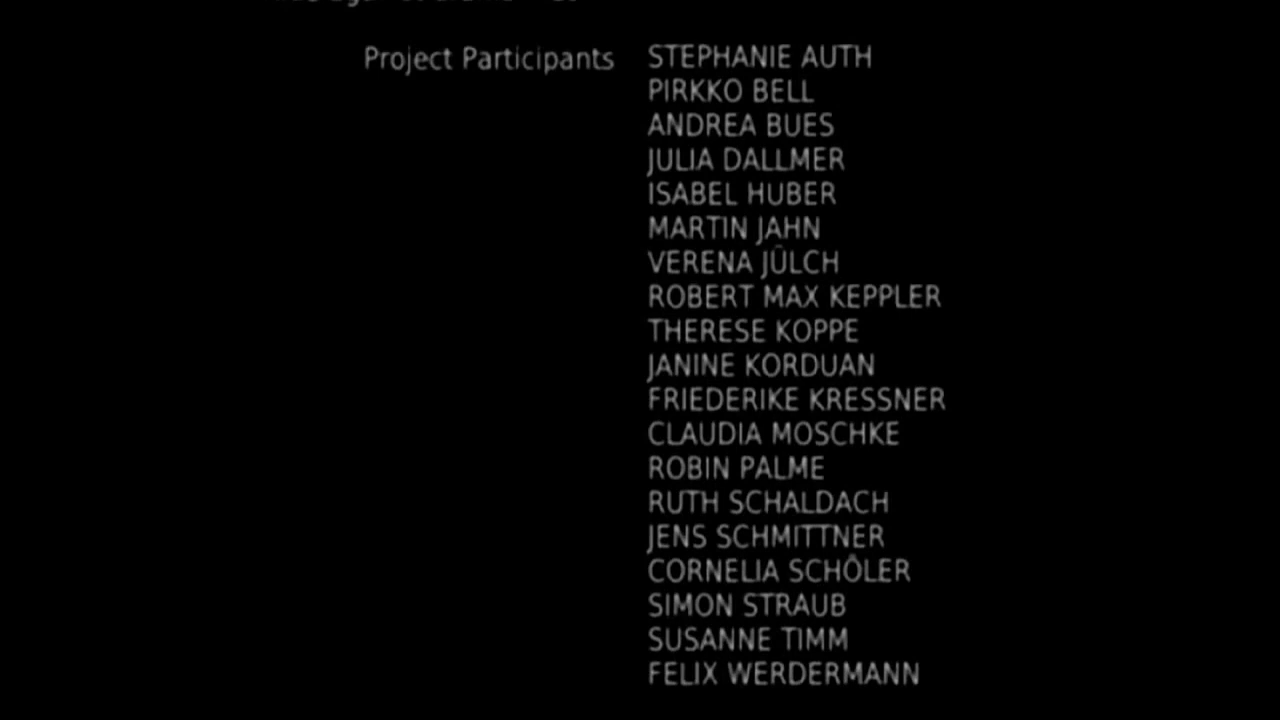 Project Participants STEPHANIE AUTH
PIRKKO BELL
ANDREA BUES
JULIA DALLMER
ISABEL HUBER
MARTIN JAHN
VERENA JÜLCH
ROBERT MAX KEPPLER
THERESE KOPPE
JANINE KORDUAN
FRIEDERIKE KRESSNER
CLAUDIA MOSCHKE
ROBIN PALME
RUTH SCHALDACH
JENS SCHMITTNER
CORNELIA SCHÖLER
SIMON STRAUB
SUSANNE TIMM
FELIX WERDERMANN